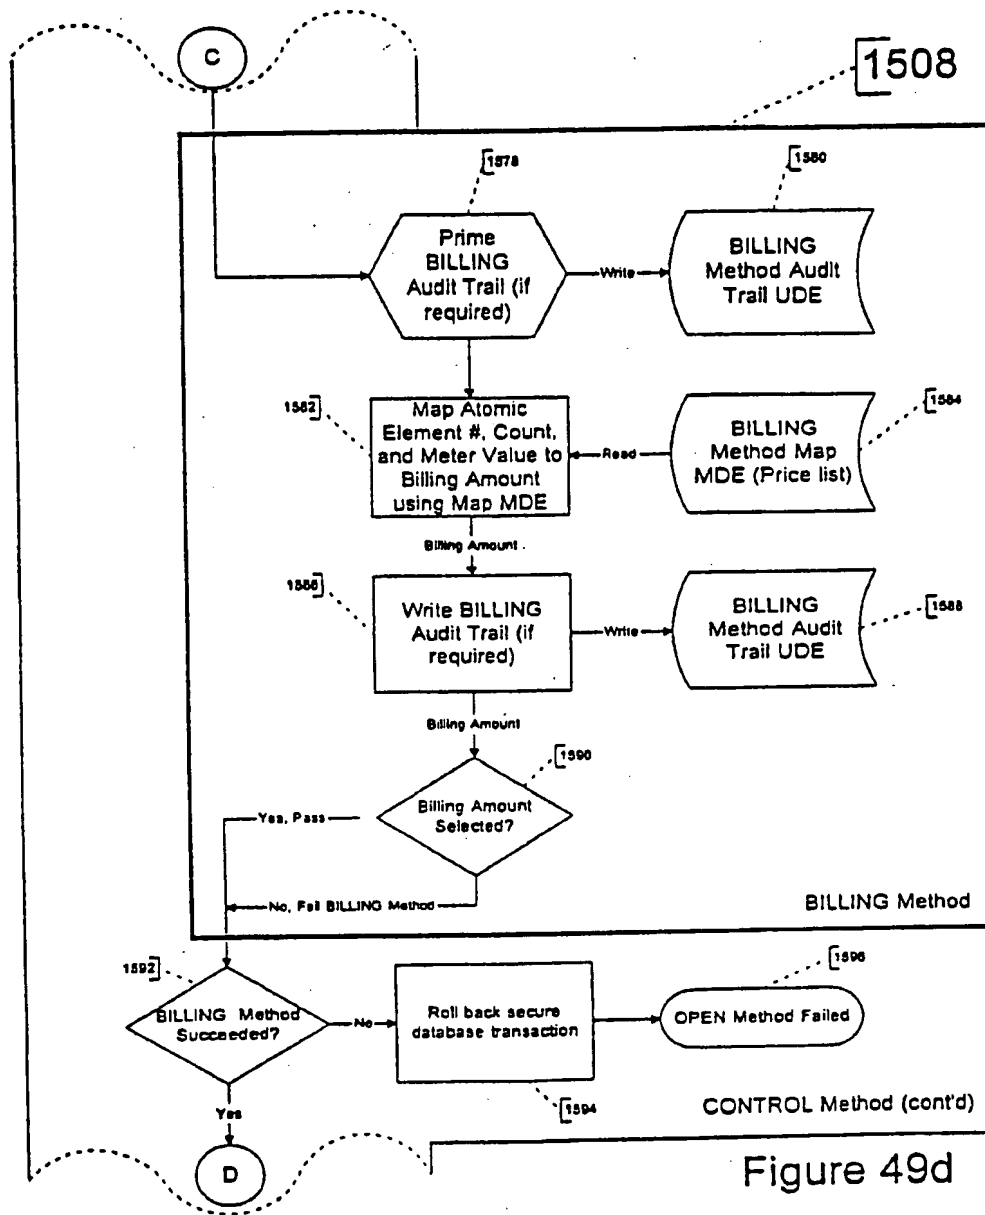 C
1508
1578
1580
Prime
BILLING
Audit Trail (if
required)
Write
BILLING
Method Audit
Trail UDE
1582
Map Atomic
Element #, Count,
and Meter Value to
Billing Amount
using Map MDE
Read
BILLING
Method Map
MDE (Price list)
1584
Billing Amount
1586
Write BILLING
Audit Trail (if
required)
Write
BILLING
Method Audit
Trail UDE
1588
Billing Amount
1590
Billing Amount
Selected?
Yes, Pass
No, Fail BILLING Method
BILLING Method
1592
BILLING Method
Succeeded?
No
Roll back secure
database transaction
1596
OPEN Method Failed
1594
Yes
CONTROL Method (cont'd)
D
Figure 49d